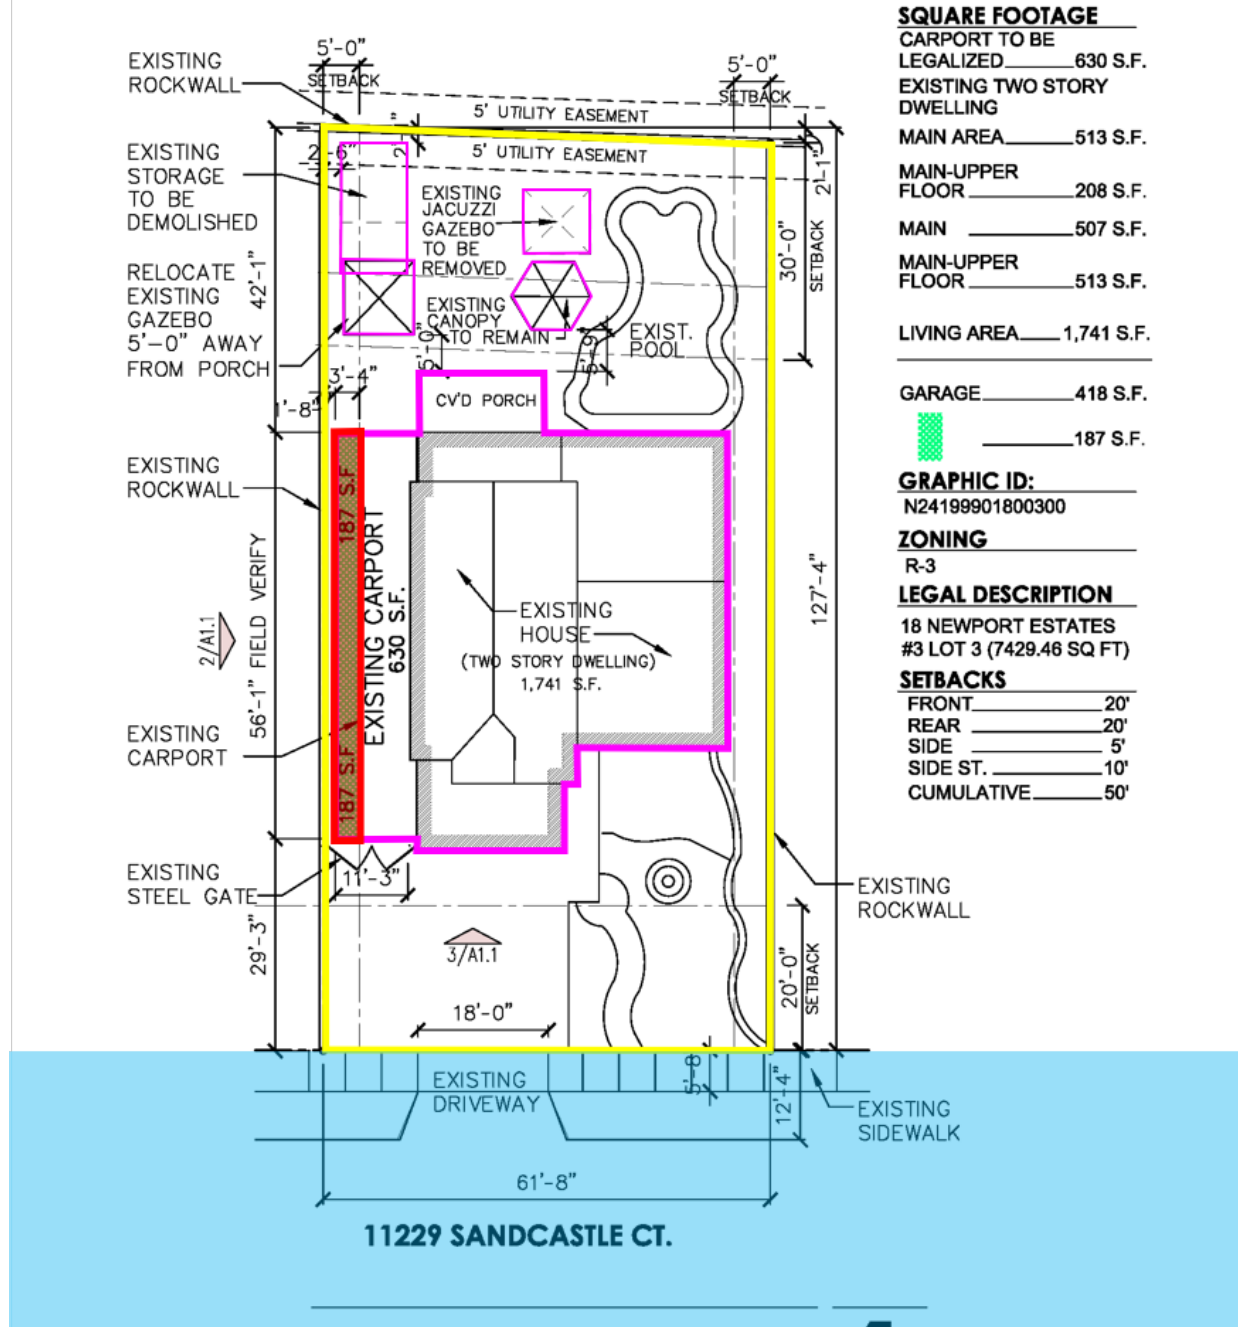 SQUARE FOOTAGE
CARPORT TO BE
LEGALIZED 630 S.F.
EXISTING TWO STORY
DWELLING
MAIN AREA 513 S.F.
MAIN-UPPER
FLOOR 208 S.F.
MAIN 507 S.F.
MAIN-UPPER
FLOOR 513 S.F.
LIVING AREA 1,741 S.F.
GARAGE 418 S.F.
187 S.F.
GRAPHIC ID:
N24199901800300
ZONING
R-3
LEGAL DESCRIPTION
18 NEWPORT ESTATES
#3 LOT 3 (7429.46 SQ FT)
SETBACKS
FRONT 20'
REAR 20'
SIDE 5'
SIDE ST. 10'
CUMULATIVE 50'
EXISTING
ROCKWALL
5'-0"
SETBACK
5'-0"
SETBACK
5' UTILITY EASEMENT
5' UTILITY EASEMENT
2'-6"
2'-1"
EXISTING
STORAGE
TO BE
DEMOLISHED
EXISTING
JACUZZI
GAZEBO
TO BE
REMOVED
30'-0"
SETBACK
42'-1"
RELOCATE
EXISTING
GAZEBO
5'-0" AWAY
FROM PORCH
EXISTING
CANOPY
TO REMAIN
EXIST.
POOL
5'-0"
3'-4"
1'-8"
CV'D PORCH
EXISTING
ROCKWALL
187 S.F.
EXISTING CARPORT
630 S.F.
187 S.F.
56'-1" FIELD VERIFY
2/A1.1
EXISTING
HOUSE
(TWO STORY DWELLING)
1,741 S.F.
127'-4"
EXISTING
CARPORT
EXISTING
STEEL GATE
11'-3"
EXISTING
ROCKWALL
29'-3"
3/A1.1
20'-0"
SETBACK
18'-0"
EXISTING
DRIVEWAY
5'-8
12'-4"
EXISTING
SIDEWALK
61'-8"
11229 SANDCASTLE CT.